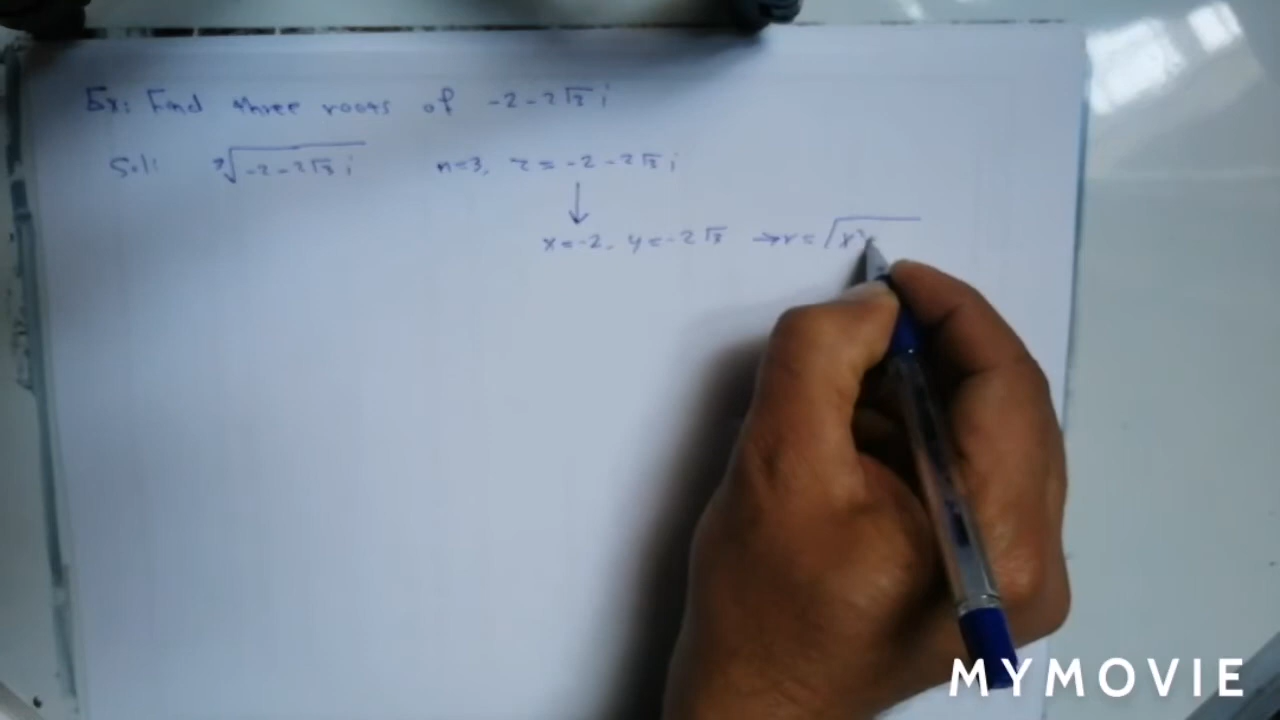 Ex: Find three roots of -2-2√3 i
Sol: ³√-2-2√3 i n=3, z = -2-2√3 i
↓
x=-2, y=-2√3 → r = √x²+
MYMOVIE